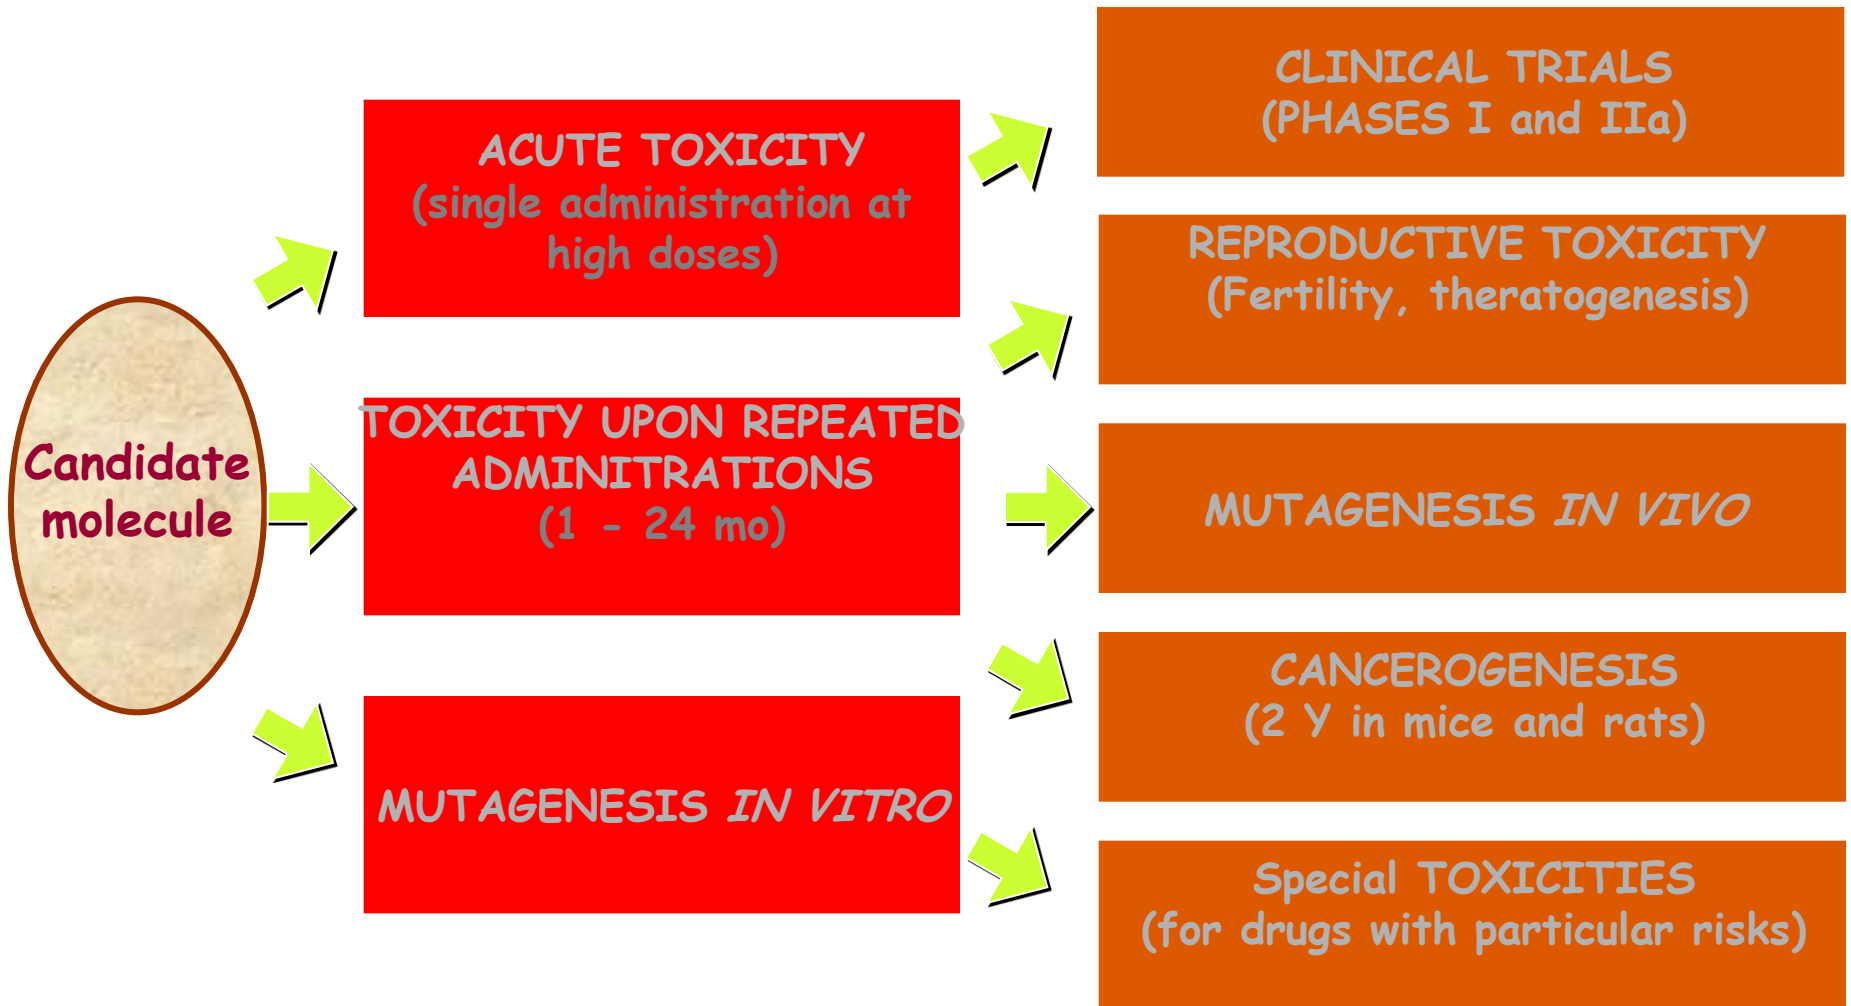 Candidate
molecule
ACUTE TOXICITY
(single administration at
high doses)
TOXICITY UPON REPEATED
ADMINITRATIONS
(1 - 24 mo)
MUTAGENESIS IN VITRO
CLINICAL TRIALS
(PHASES I and IIa)
REPRODUCTIVE TOXICITY
(Fertility, theratogenesis)
MUTAGENESIS IN VIVO
CANCEROGENESIS
(2 Y in mice and rats)
Special TOXICITIES
(for drugs with particular risks)